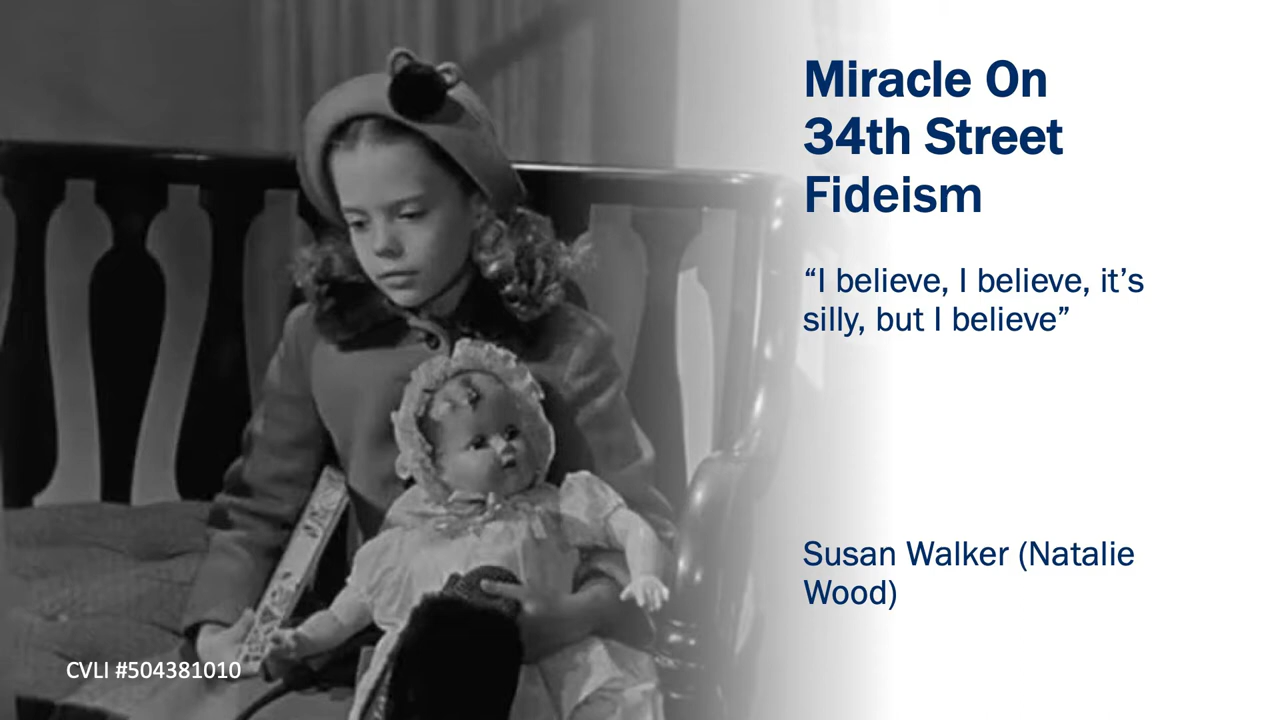 Miracle On
34th Street
Fideism
“I believe, I believe, it’s
silly, but I believe”
Susan Walker (Natalie
Wood)
CVLI #504381010